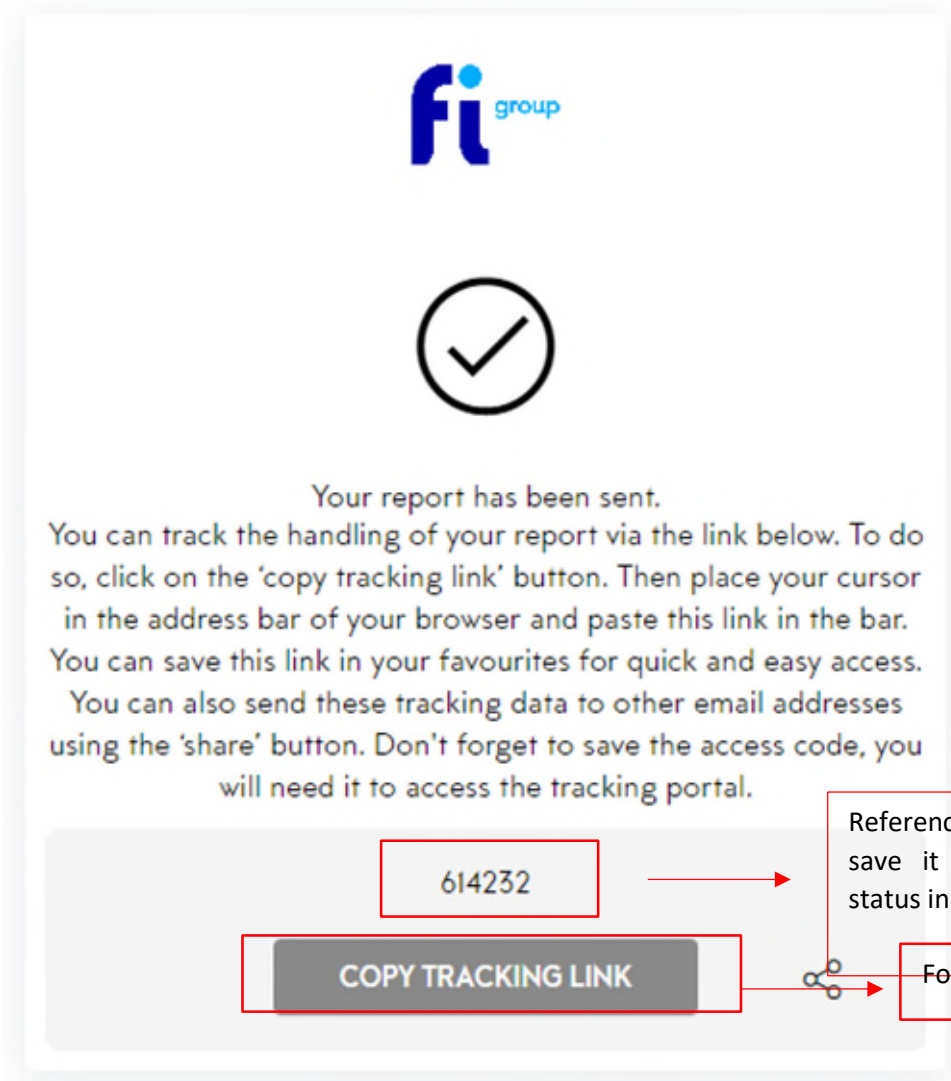 fi group
Your report has been sent.
You can track the handling of your report via the link below. To do
so, click on the ‘copy tracking link’ button. Then place your cursor
in the address bar of your browser and paste this link in the bar.
You can save this link in your favourites for quick and easy access.
You can also send these tracking data to other email addresses
using the ‘share’ button. Don't forget to save the access code, you
will need it to access the tracking portal.
614232
save it
status in
COPY TRACKING LINK